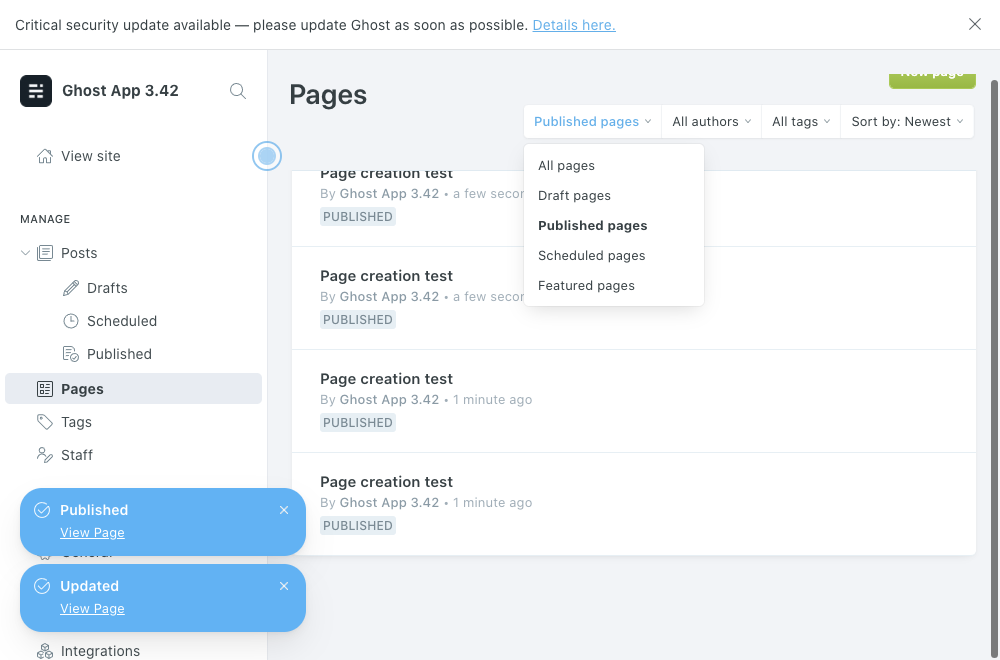 Critical security update available — please update Ghost as soon as possible. Details here.
Ghost App 3.42
View site
MANAGE
Posts
Drafts
Scheduled
Published
Pages
Tags
Staff
General
Integrations
Published
View Page
Updated
View Page
Pages
New page
Published pages
All authors
All tags
Sort by: Newest
All pages
Draft pages
Published pages
Scheduled pages
Featured pages
Page creation test
By Ghost App 3.42 • a few secon
PUBLISHED
Page creation test
By Ghost App 3.42 • a few secon
PUBLISHED
Page creation test
By Ghost App 3.42 • 1 minute ago
PUBLISHED
Page creation test
By Ghost App 3.42 • 1 minute ago
PUBLISHED